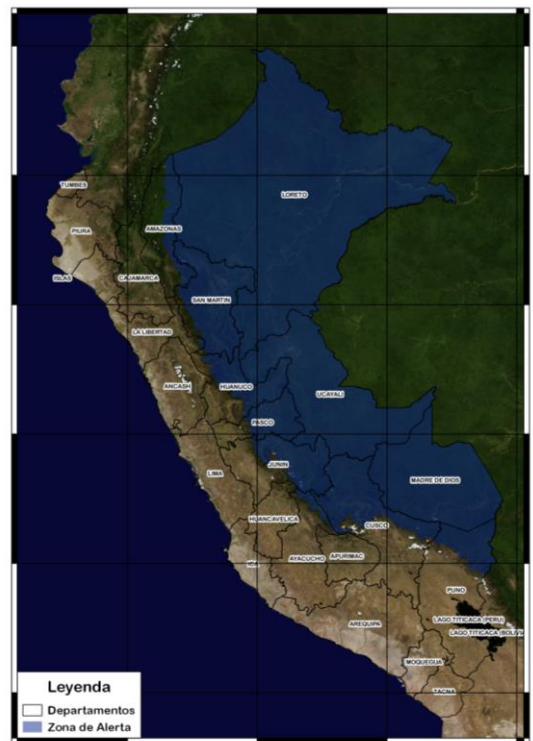 LORETO
TUMBES
AMAZONAS
PIURA
ISLAS
CAJAMARCA
SAN MARTIN
LA LIBERTAD
ANCASH
HUANUCO
UCAYALI
PASCO
LIMA
JUNIN
MADRE DE DIOS
HUANCAVELICA
CUSCO
ICA
AYACUCHO
APURIMAC
PUNO
LAGO TITICACA (PERU)
AREQUIPA
LAGO TITICACA (BOLIVIA
MOQUEGUA
TACNA
Leyenda
Departamentos
Zona de Alerta